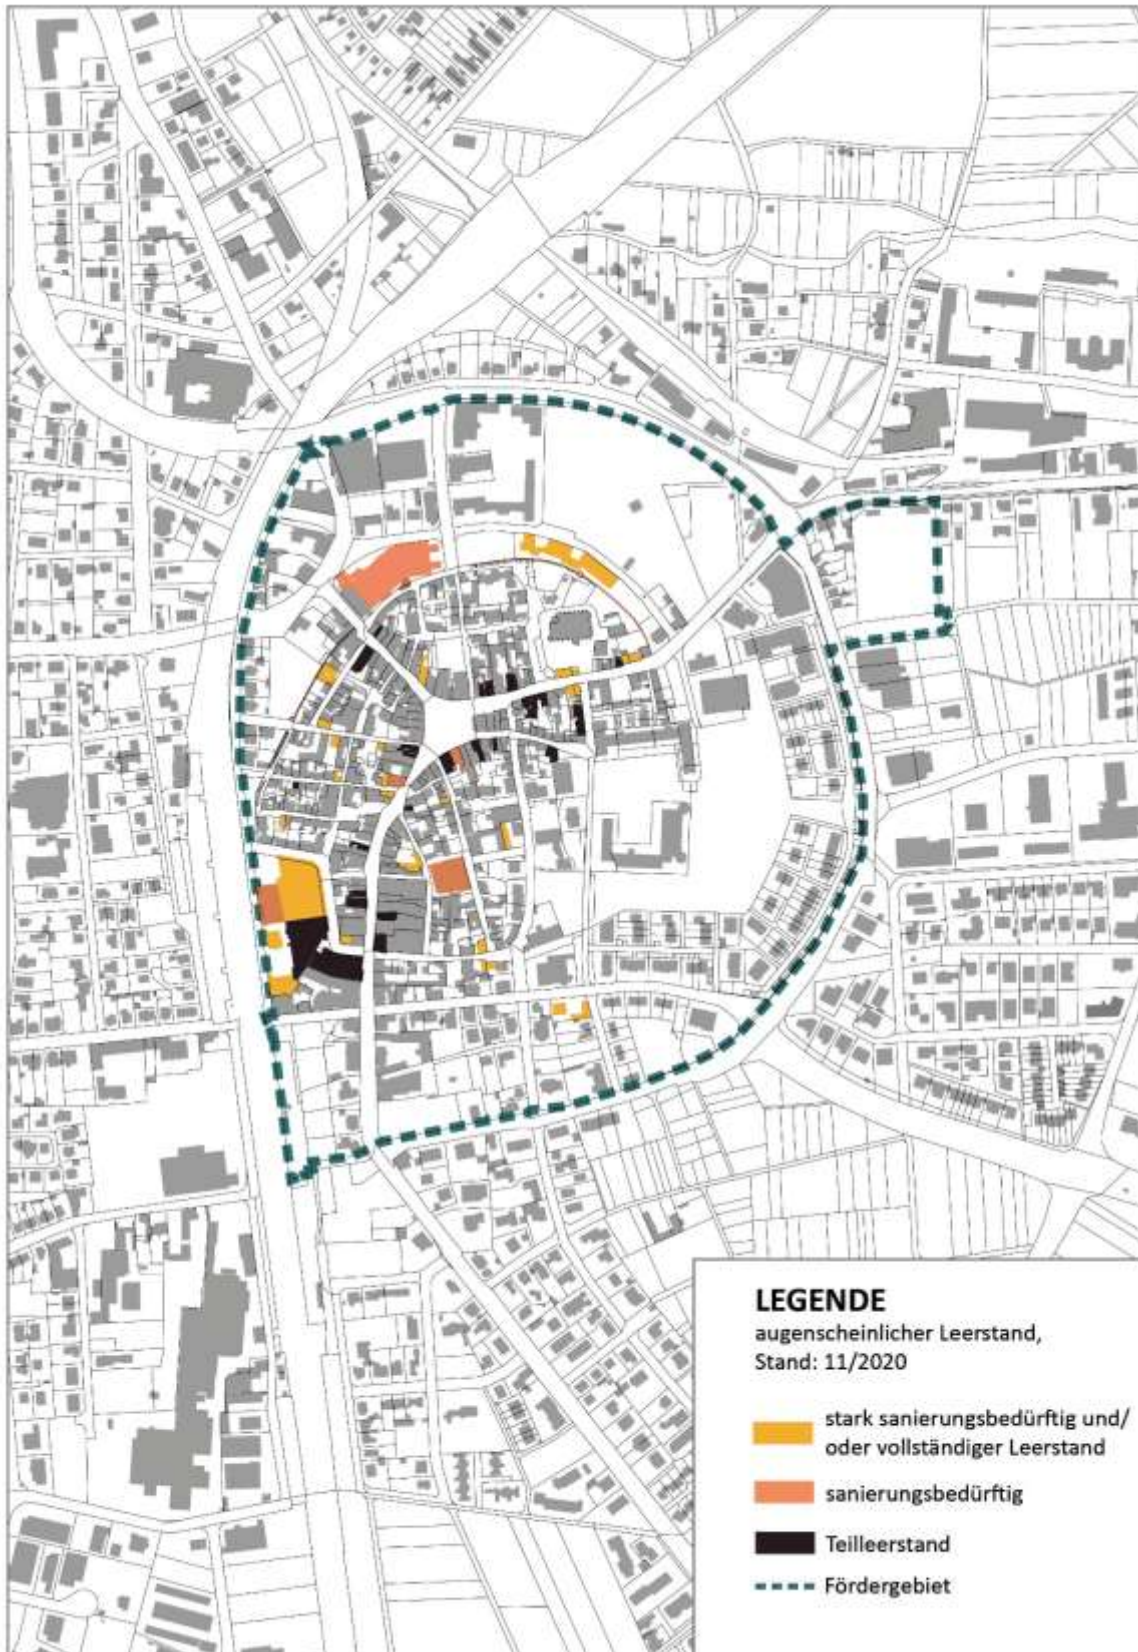 LEGENDE
augenscheinlicher Leerstand,
Stand: 11/2020
stark sanierungsbedürftig und/
oder vollständiger Leerstand
sanierungsbedürftig
Teilleerstand
Fördergebiet